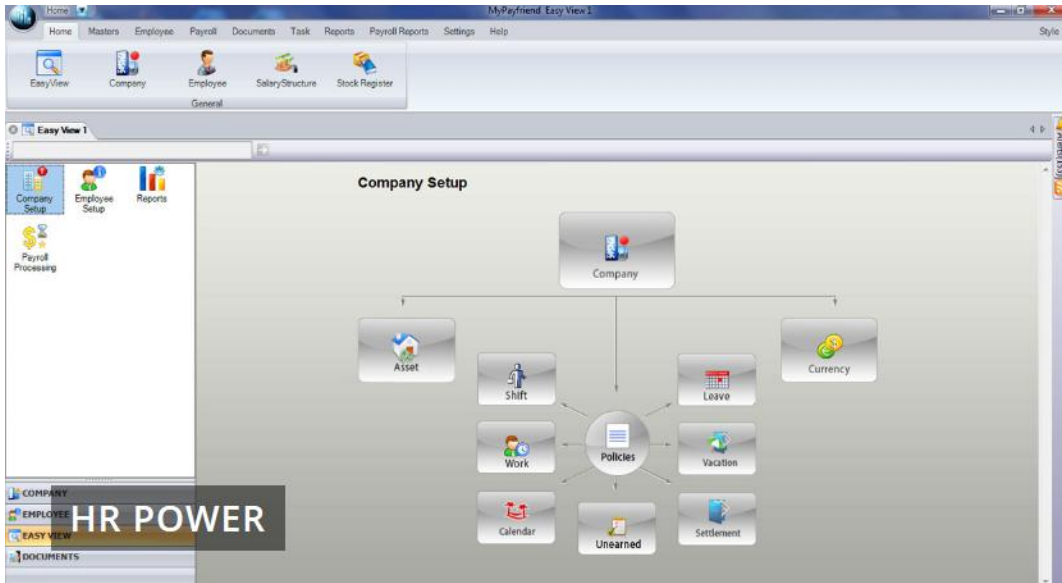 Home
MyPayfriend Easy View 1
Home Masters Employee Payroll Documents Task Reports Payroll Reports Settings Help
Style
EasyView Company Employee SalaryStructure Stock Register
General
Easy View 1
Company Setup
Employee Setup
Reports
Payroll Processing
Company Setup
Company
Asset
Currency
Shift
Leave
Work
Policies
Vacation
Calendar
Unearned
Settlement
COMPANY
EMPLOYEE
EASY VIEW
DOCUMENTS
HR POWER